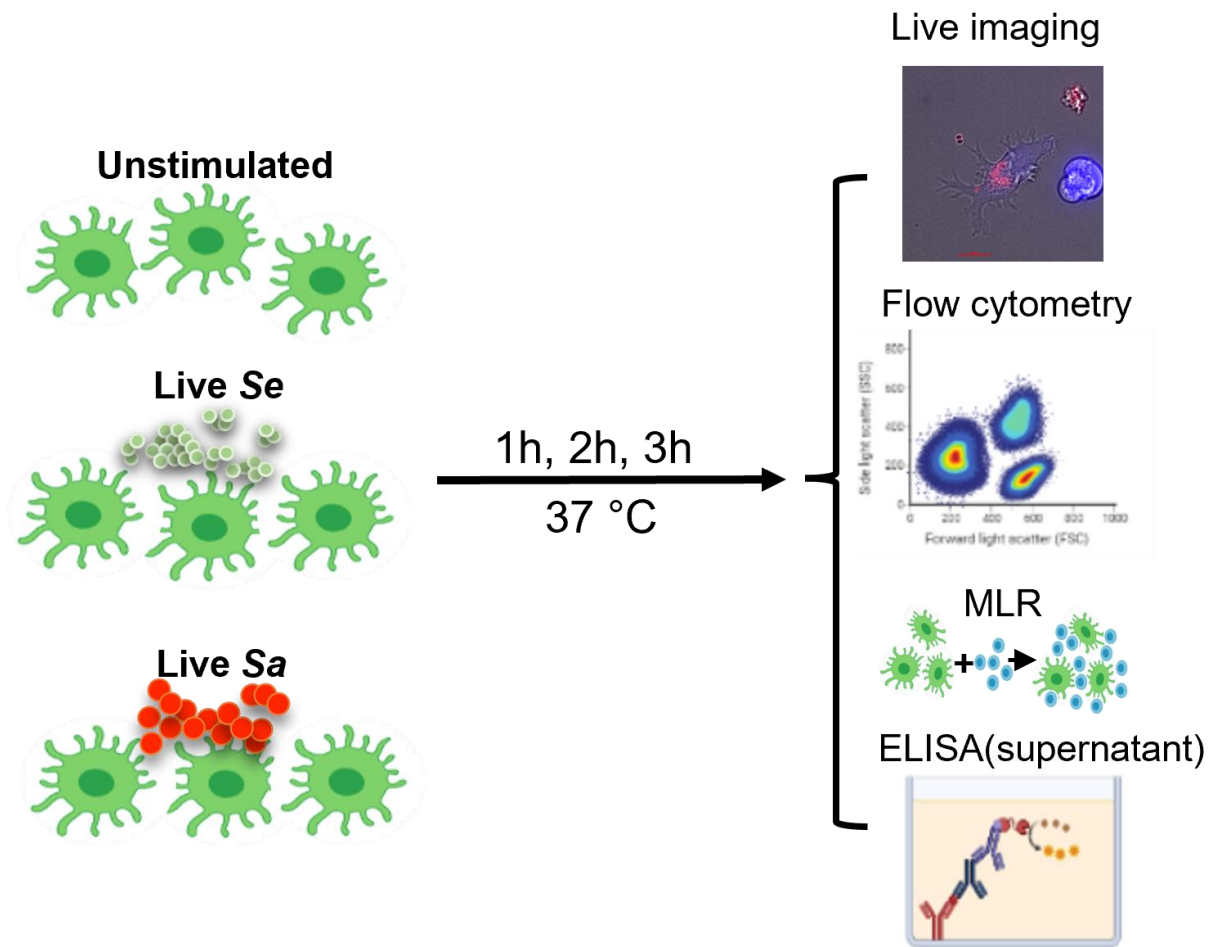 Live imaging
Unstimulated
Flow cytometry
Side light scatter (SSC)
800
600
400
200
0
0 200 400 600 800 1000
Forward light scatter (FSC)
Live Se
1h, 2h, 3h
37 °C
MLR
+
Live Sa
ELISA(supernatant)